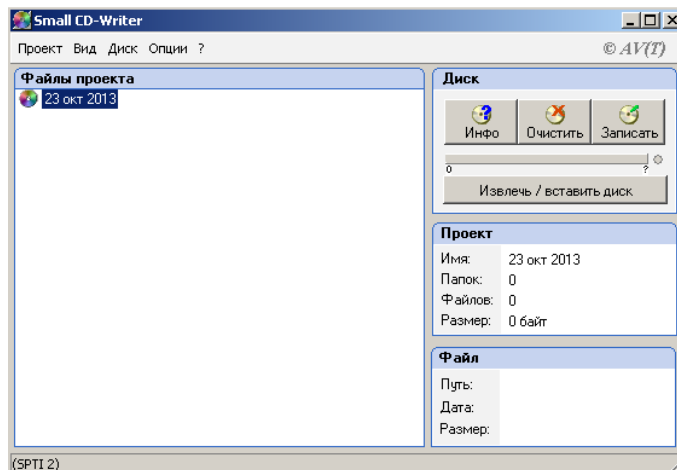 Small CD-Writer
Проект Вид Диск Опции ? © AV(T)
Файлы проекта
23 окт 2013
Диск
Инфо Очистить Записать
0 ?
Извлечь / вставить диск
Проект
Имя: 23 окт 2013
Папок: 0
Файлов: 0
Размер: 0 байт
Файл
Путь:
Дата:
Размер:
(SPTI 2)